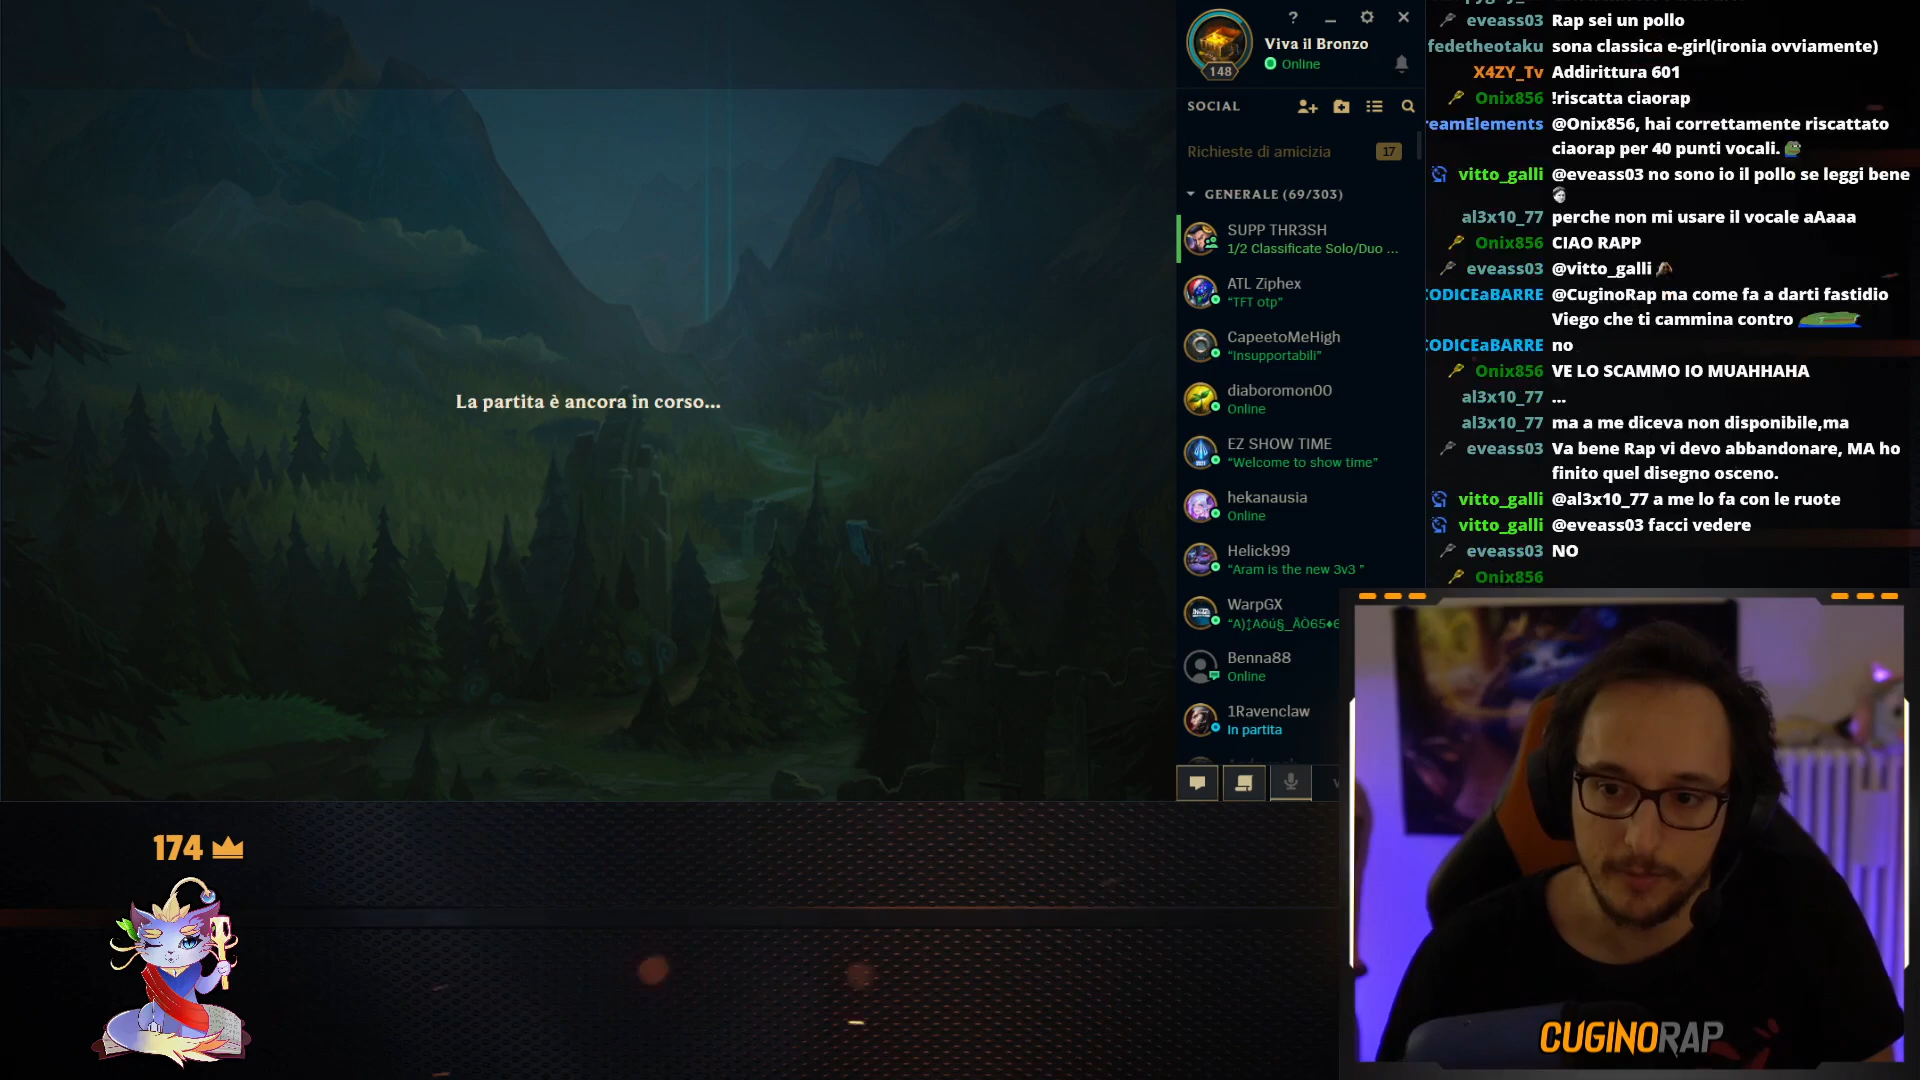 La partita è ancora in corso...
174
148
Viva il Bronzo
Online
SOCIAL
Richieste di amicizia
17
GENERALE (69/303)
SUPP THR3SH
1/2 Classificate Solo/Duo ...
ATL Ziphex
“TFT otp”
CapeetoMeHigh
“Insupportabili”
diaboromon00
Online
EZ SHOW TIME
“Welcome to show time”
hekanausia
Online
Helick99
“Aram is the new 3v3 ”
WarpGX
Benna88
Online
1Ravenclaw
In partita
eveass03 Rap sei un pollo
fedetheotaku sona classica e-girl(ironia ovviamente)
X4ZY_Tv Addirittura 601
Onix856 !riscatta ciaorap
reamElements @Onix856, hai correttamente riscattato
ciaorap per 40 punti vocali.
vitto_galli @eveass03 no sono io il pollo se leggi bene
al3x10_77 perche non mi usare il vocale aAaaa
Onix856 CIAO RAPP
eveass03 @vitto_galli
CODICEaBARRE @CuginoRap ma come fa a darti fastidio
Viego che ti cammina contro
CODICEaBARRE no
Onix856 VE LO SCAMMO IO MUAHHAHA
al3x10_77 ...
al3x10_77 ma a me diceva non disponibile,ma
eveass03 Va bene Rap vi devo abbandonare, MA ho
finito quel disegno osceno.
vitto_galli @al3x10_77 a me lo fa con le ruote
vitto_galli @eveass03 facci vedere
eveass03 NO
Onix856
CUGINORAP